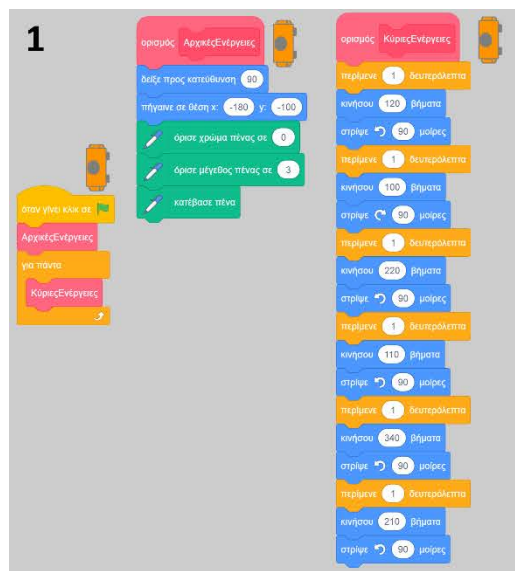 1
όταν γίνει κλικ σε
ΑρχικέςΕνέργειες
για πάντα
ΚύριεςΕνέργειες
ορισμός ΑρχικέςΕνέργειες
δείξε προς κατεύθυνση 90
πήγαινε σε θέση x: -180 y: -100
όρισε χρώμα πένας σε 0
όρισε μέγεθος πένας σε 3
κατέβασε πένα
ορισμός ΚύριεςΕνέργειες
περίμενε 1 δευτερόλεπτα
κινήσου 120 βήματα
στρίψε 90 μοίρες
περίμενε 1 δευτερόλεπτα
κινήσου 100 βήματα
στρίψε 90 μοίρες
περίμενε 1 δευτερόλεπτα
κινήσου 220 βήματα
στρίψε 90 μοίρες
περίμενε 1 δευτερόλεπτα
κινήσου 110 βήματα
στρίψε 90 μοίρες
περίμενε 1 δευτερόλεπτα
κινήσου 340 βήματα
στρίψε 90 μοίρες
περίμενε 1 δευτερόλεπτα
κινήσου 210 βήματα
στρίψε 90 μοίρες